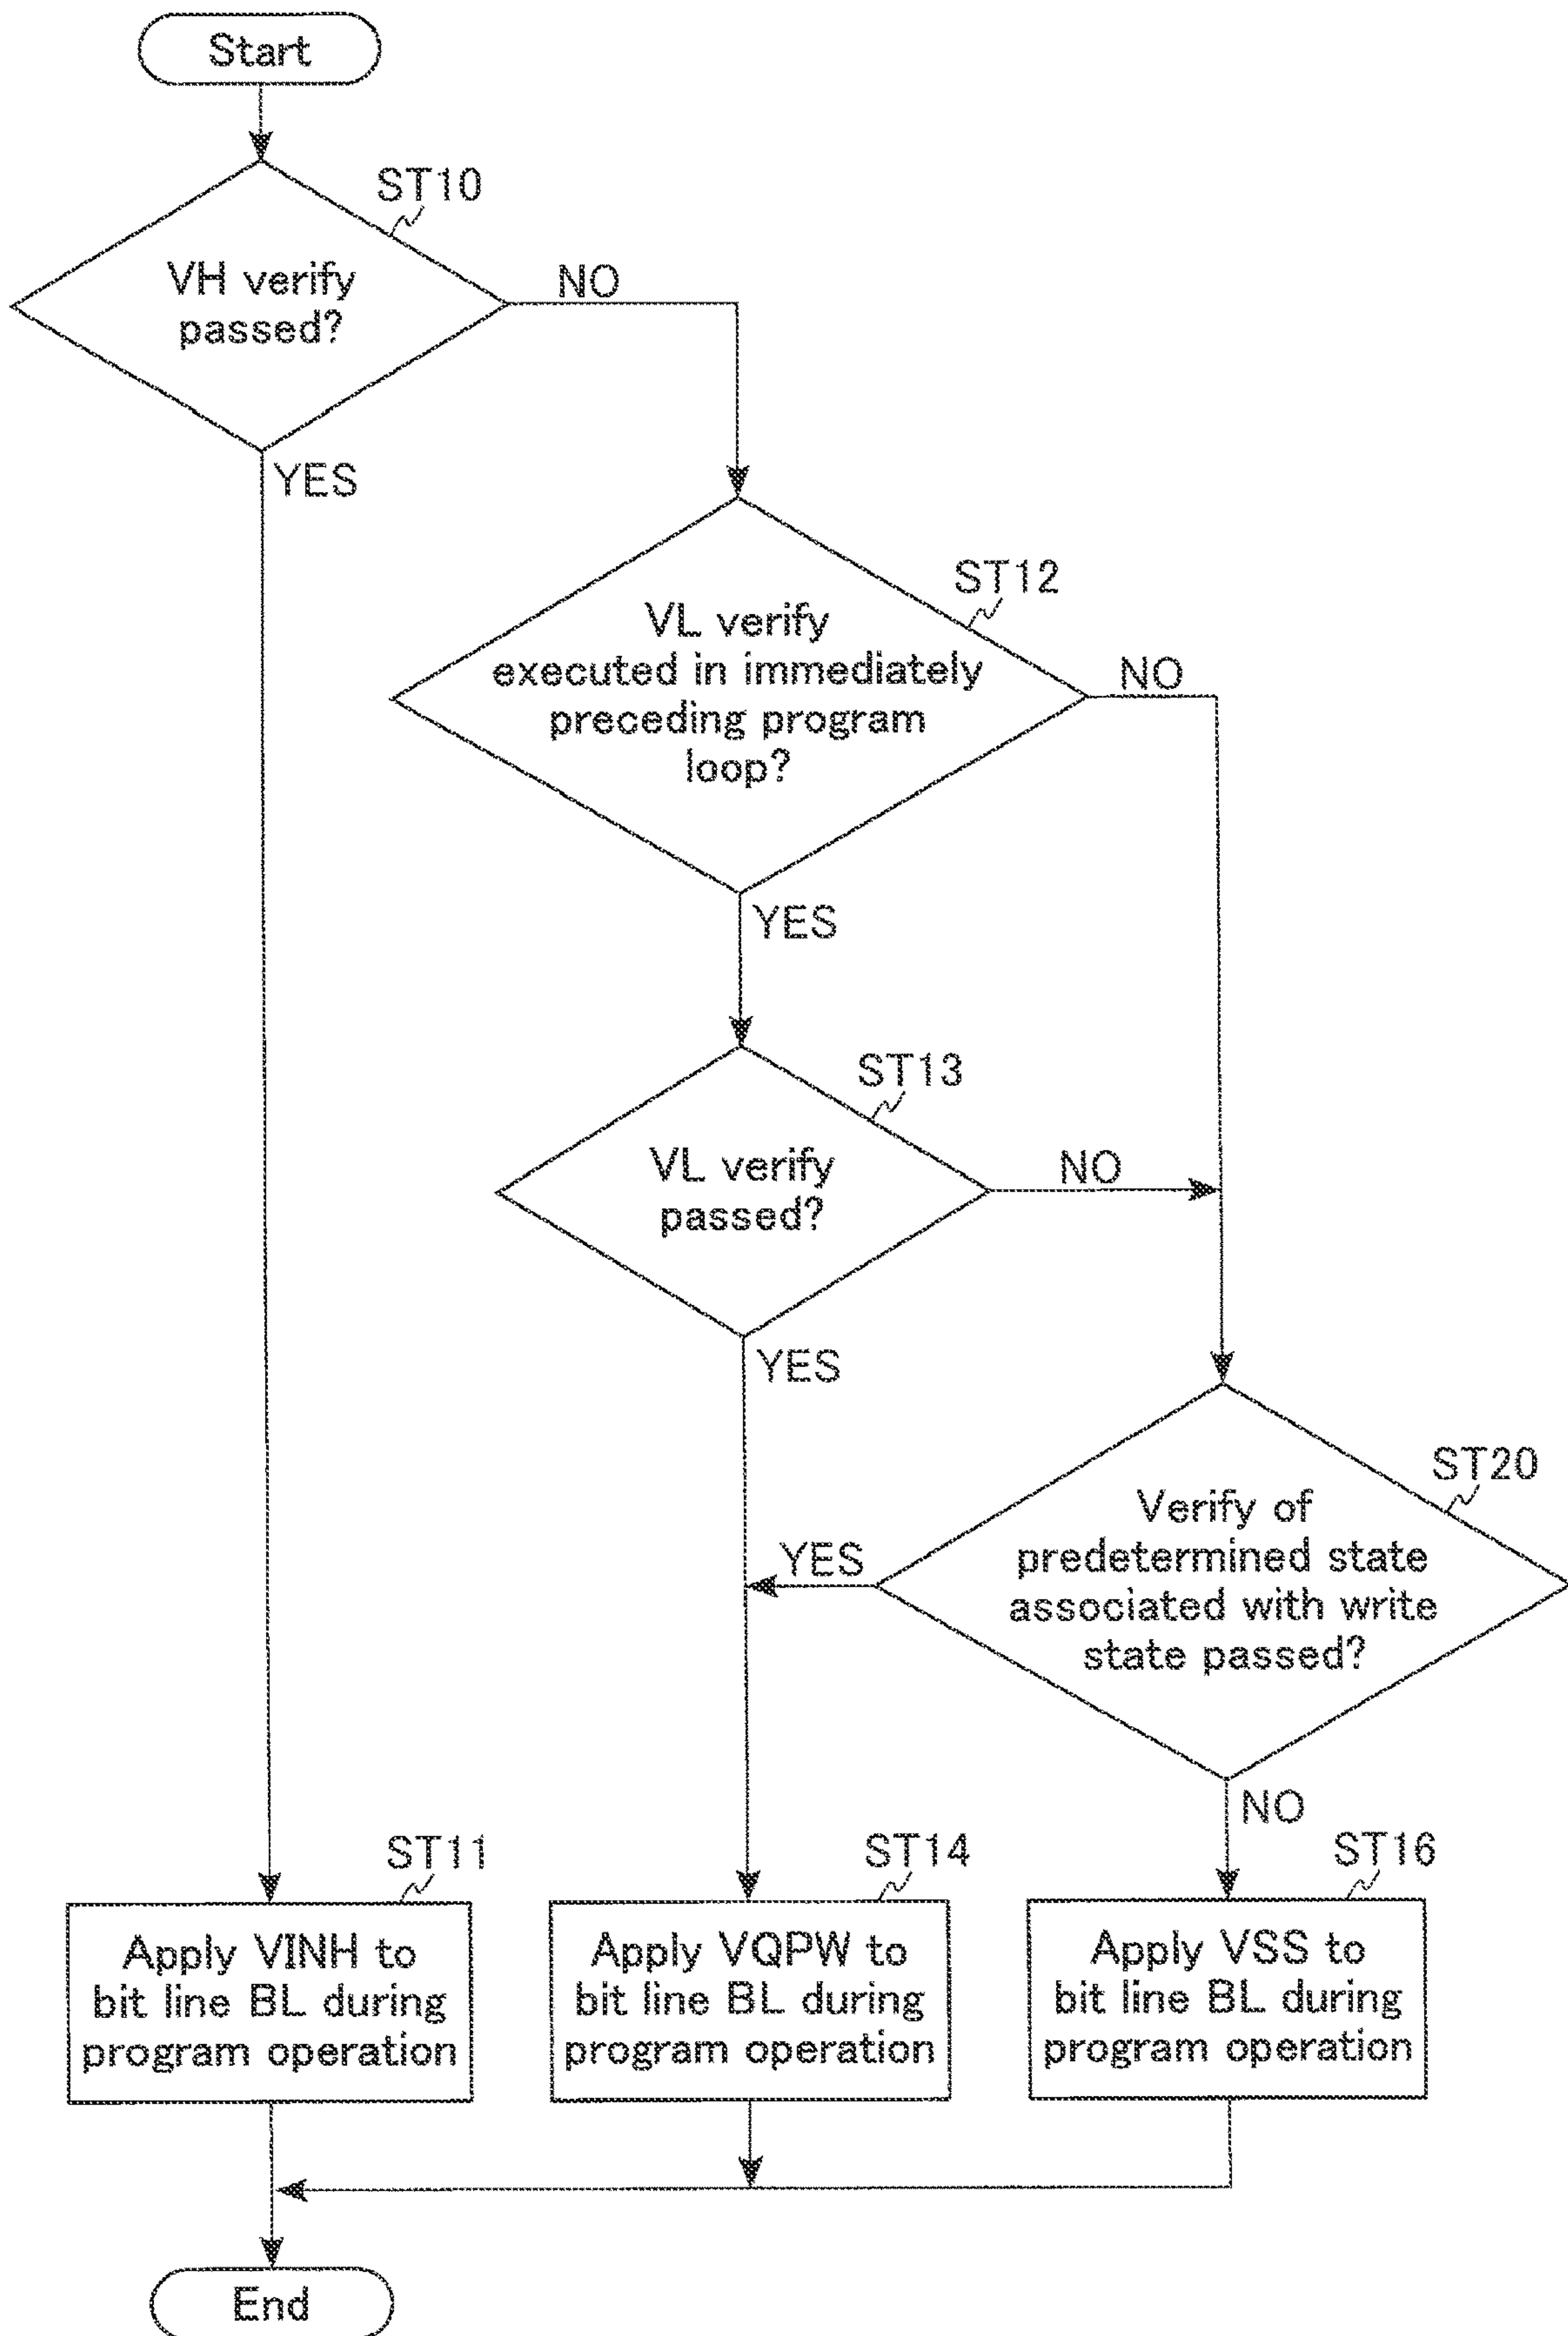 Start
ST10
VH verify
passed?
NO
YES
ST12
VL verify
executed in immediately
preceding program
loop?
NO
YES
ST13
VL verify
passed?
NO
YES
ST20
Verify of
predetermined state
associated with write
state passed?
YES
NO
ST11
Apply VINH to
bit line BL during
program operation
ST14
Apply VQPW to
bit line BL during
program operation
ST16
Apply VSS to
bit line BL during
program operation
End